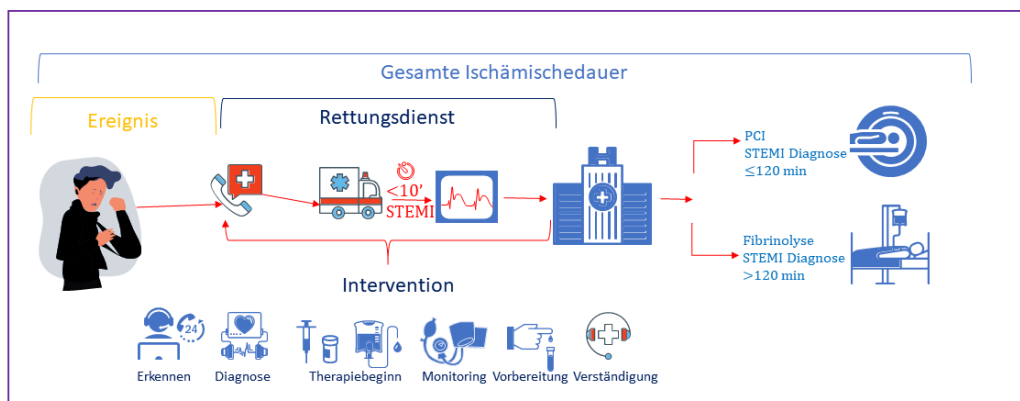 Gesamte Ischämischedauer
Ereignis
Rettungsdienst
<10'
STEMI
PCI
STEMI Diagnose
≤120 min
Fibrinolyse
STEMI Diagnose
>120 min
Intervention
24
Erkennen
Diagnose
Therapiebeginn
Monitoring
Vorbereitung
Verständigung